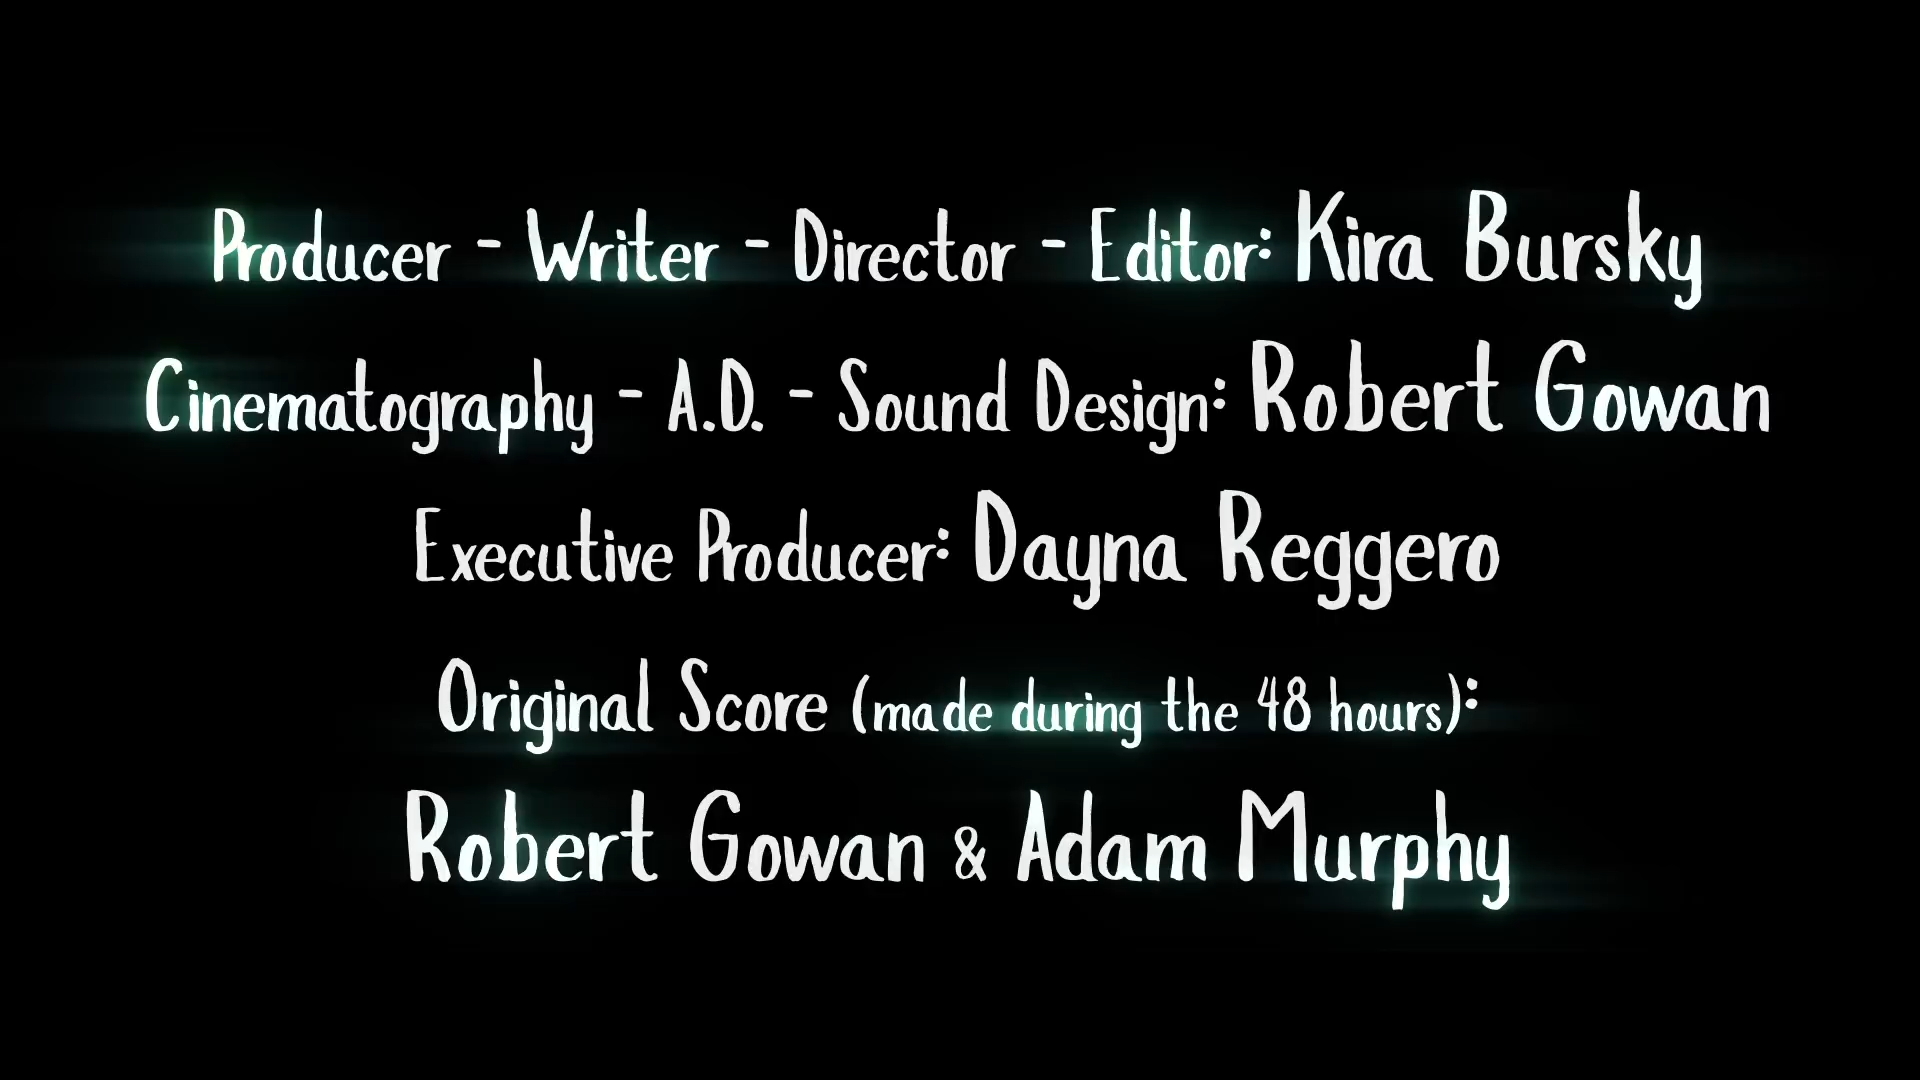 Producer - Writer - Director - Editor: Kira Bursky
Cinematography - A.D. - Sound Design: Robert Gowan
Executive Producer: Dayna Reggero
Original Score (made during the 48 hours):
Robert Gowan & Adam Murphy